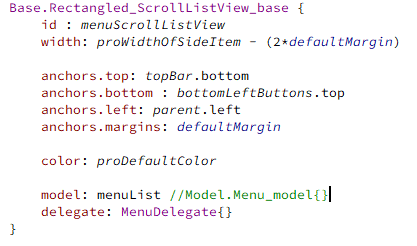 Base.Rectangled_ScrollListView_base {
id : menuScrollListView
width: proWidthOfSideItem - (2*defaultMargin)
anchors.top: topBar.bottom
anchors.bottom : bottomLeftButtons.top
anchors.left: parent.left
anchors.margins: defaultMargin
color: proDefaultColor
model: menuList //Model.Menu_model{}
delegate: MenuDelegate{}
}